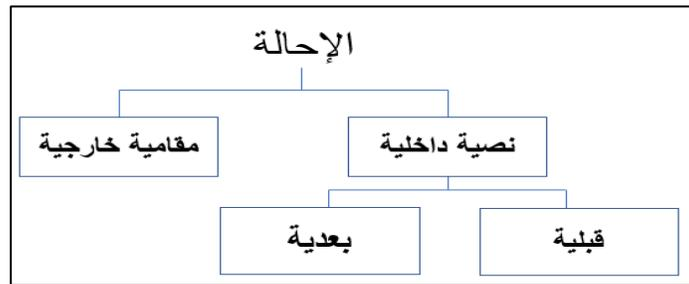 الإحالة
نصية داخلية
مقامية خارجية
قبلية
بعدية